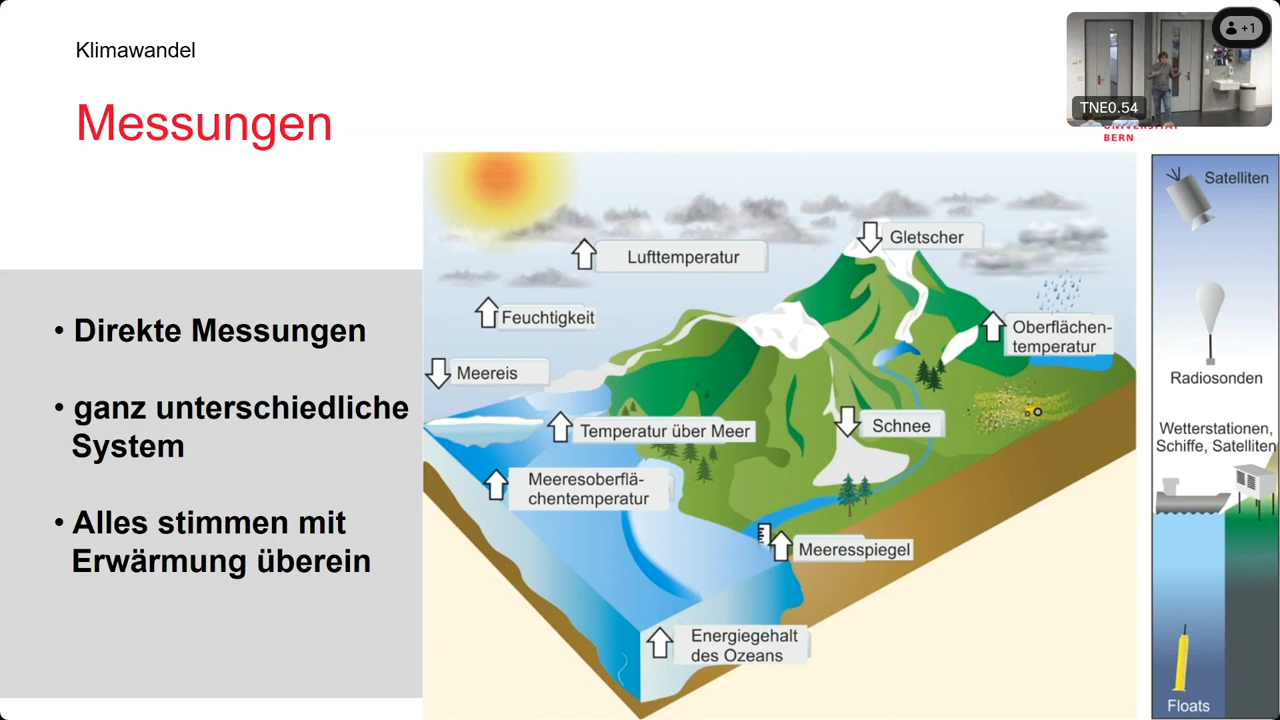 Klimawandel
Messungen
+1
TNE0.54
UNIVERSITÄT
BERN
• Direkte Messungen
• ganz unterschiedliche
System
• Alles stimmen mit
Erwärmung überein
Lufttemperatur
Gletscher
Feuchtigkeit
Oberflächen-
temperatur
Meereis
Temperatur über Meer
Schnee
Meeresoberflä-
chentemperatur
Meeresspiegel
Energiegehalt
des Ozeans
Satelliten
Radiosonden
Wetterstationen,
Schiffe, Satelliten
Floats